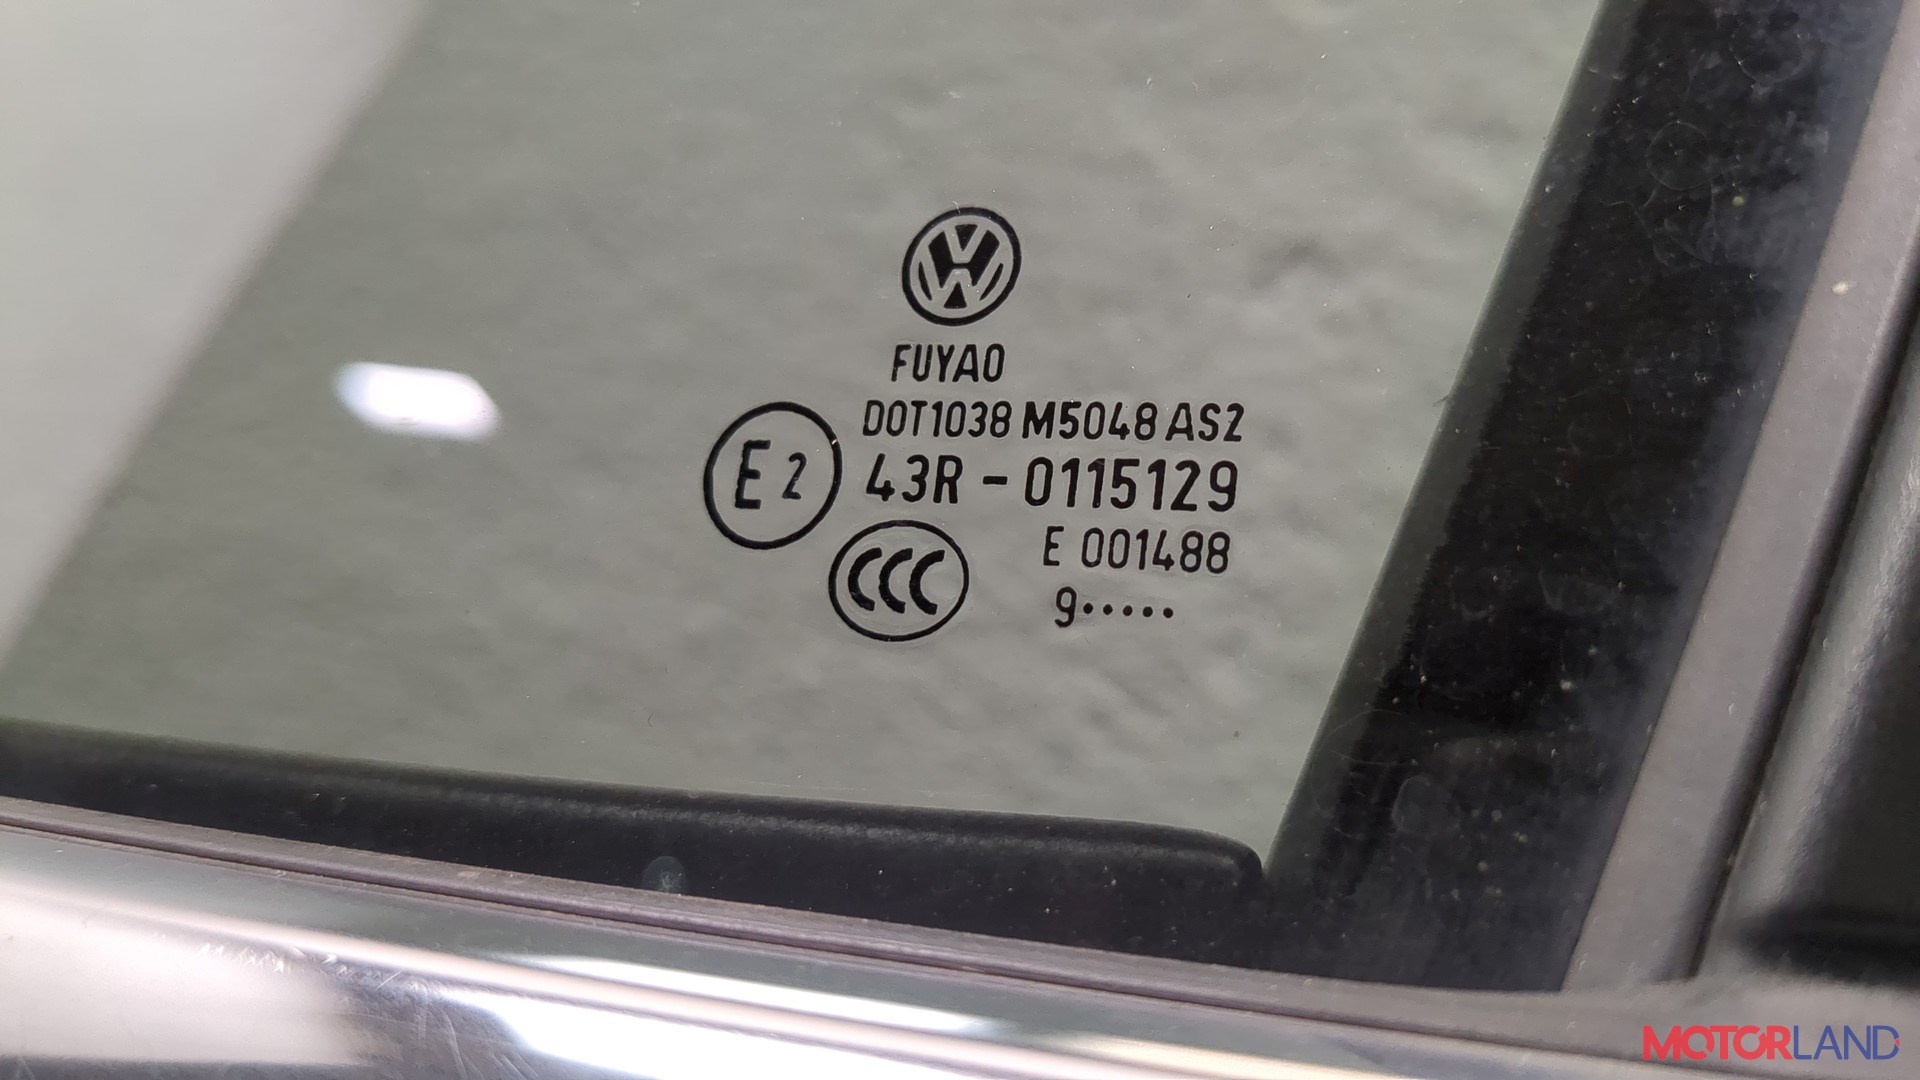 FUYAO
DOT1038 M5048 AS2
E2
43R-0115129
CCC
E 001488
9•••••
MOTORLAND